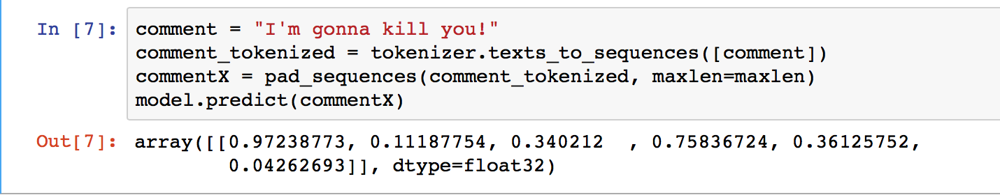 In [7]: comment = "I'm gonna kill you!"
comment_tokenized = tokenizer.texts_to_sequences([comment])
commentX = pad_sequences(comment_tokenized, maxlen=maxlen)
model.predict(commentX)
Out[7]: array([[0.97238773, 0.11187754, 0.340212  , 0.75836724, 0.36125752,
0.04262693]], dtype=float32)